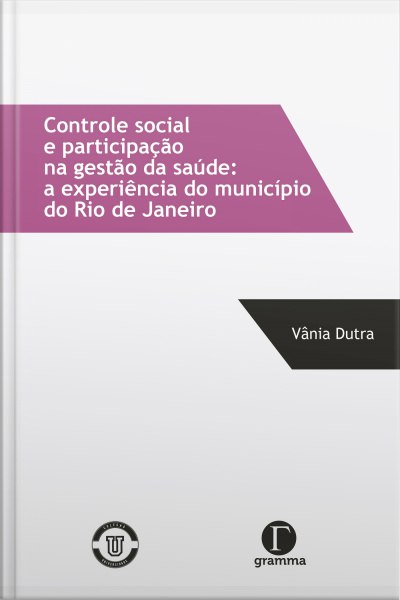 Controle social
e participação
na gestão da saúde:
a experiência do município
do Rio de Janeiro
Vânia Dutra
U
Γ
gramma